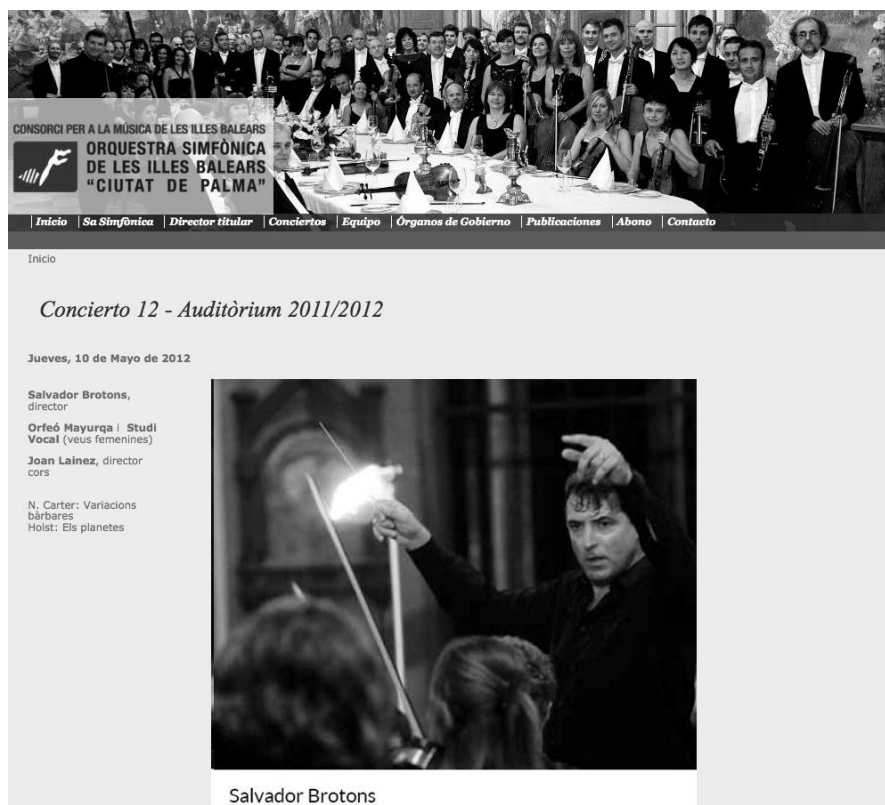 CONSORCI PER A LA MÚSICA DE LES ILLES BALEARS
ORQUESTRA SIMFÒNICA
DE LES ILLES BALEARS
"CIUTAT DE PALMA"
Inicio | Sa Simfònica | Director titular | Conciertos | Equipo | Órganos de Gobierno | Publicaciones | Abono | Contacto
Inicio
Concierto 12 - Auditòrium 2011/2012
Jueves, 10 de Mayo de 2012
Salvador Brotons,
director
Orfeó Mayurqa i Studi
Vocal (veus femenines)
Joan Lainez, director
cors
N. Carter: Variacions
bàrbares
Holst: Els planetes
Salvador Brotons